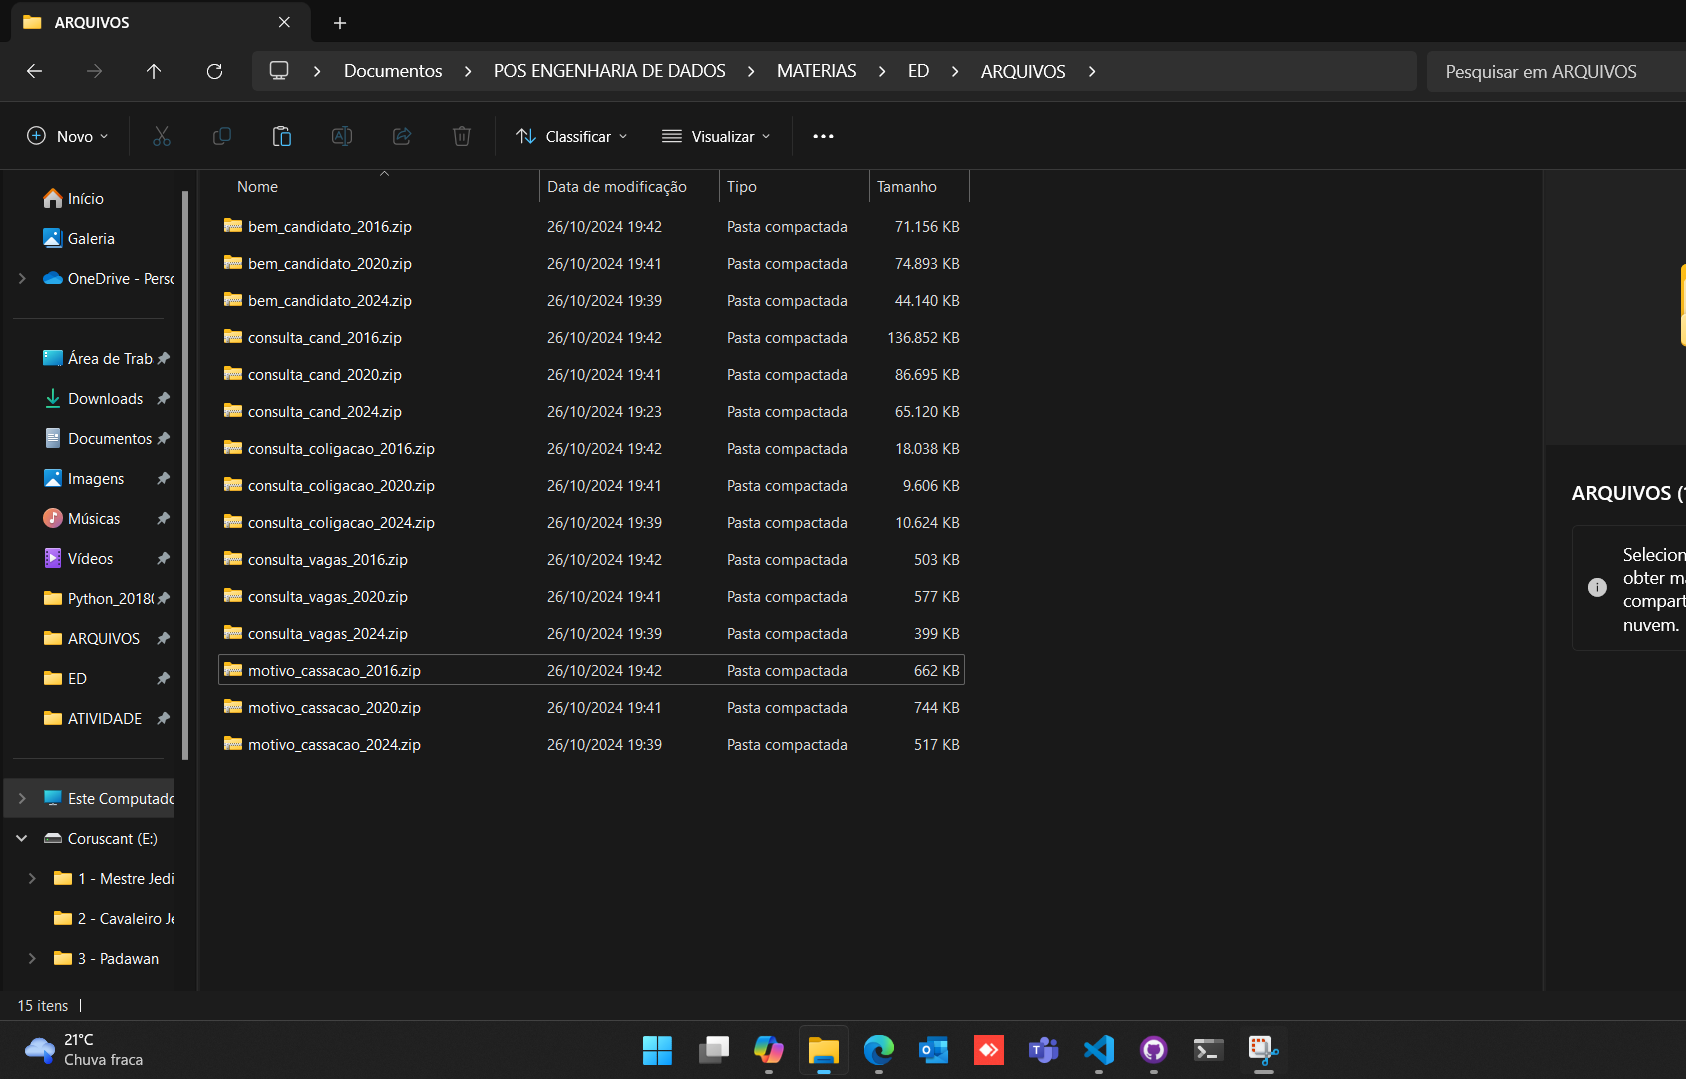 ARQUIVOS
Documentos > POS ENGENHARIA DE DADOS > MATERIAS > ED > ARQUIVOS >
Pesquisar em ARQUIVOS
Novo
Classificar
Visualizar
Nome Data de modificação Tipo Tamanho
bem_candidato_2016.zip 26/10/2024 19:42 Pasta compactada 71.156 KB
bem_candidato_2020.zip 26/10/2024 19:41 Pasta compactada 74.893 KB
bem_candidato_2024.zip 26/10/2024 19:39 Pasta compactada 44.140 KB
consulta_cand_2016.zip 26/10/2024 19:42 Pasta compactada 136.852 KB
consulta_cand_2020.zip 26/10/2024 19:41 Pasta compactada 86.695 KB
consulta_cand_2024.zip 26/10/2024 19:23 Pasta compactada 65.120 KB
consulta_coligacao_2016.zip 26/10/2024 19:42 Pasta compactada 18.038 KB
consulta_coligacao_2020.zip 26/10/2024 19:41 Pasta compactada 9.606 KB
consulta_coligacao_2024.zip 26/10/2024 19:39 Pasta compactada 10.624 KB
consulta_vagas_2016.zip 26/10/2024 19:42 Pasta compactada 503 KB
consulta_vagas_2020.zip 26/10/2024 19:41 Pasta compactada 577 KB
consulta_vagas_2024.zip 26/10/2024 19:39 Pasta compactada 399 KB
motivo_cassacao_2016.zip 26/10/2024 19:42 Pasta compactada 662 KB
motivo_cassacao_2020.zip 26/10/2024 19:41 Pasta compactada 744 KB
motivo_cassacao_2024.zip 26/10/2024 19:39 Pasta compactada 517 KB
Início
Galeria
OneDrive - Perso
Área de Trab
Downloads
Documentos
Imagens
Músicas
Vídeos
Python_2018
ARQUIVOS
ED
ATIVIDADE
Este Computado
Coruscant (E:)
1 - Mestre Jedi
2 - Cavaleiro Je
3 - Padawan
ARQUIVOS (
Selecion
obter ma
compart
nuvem.
15 itens
21°C
Chuva fraca